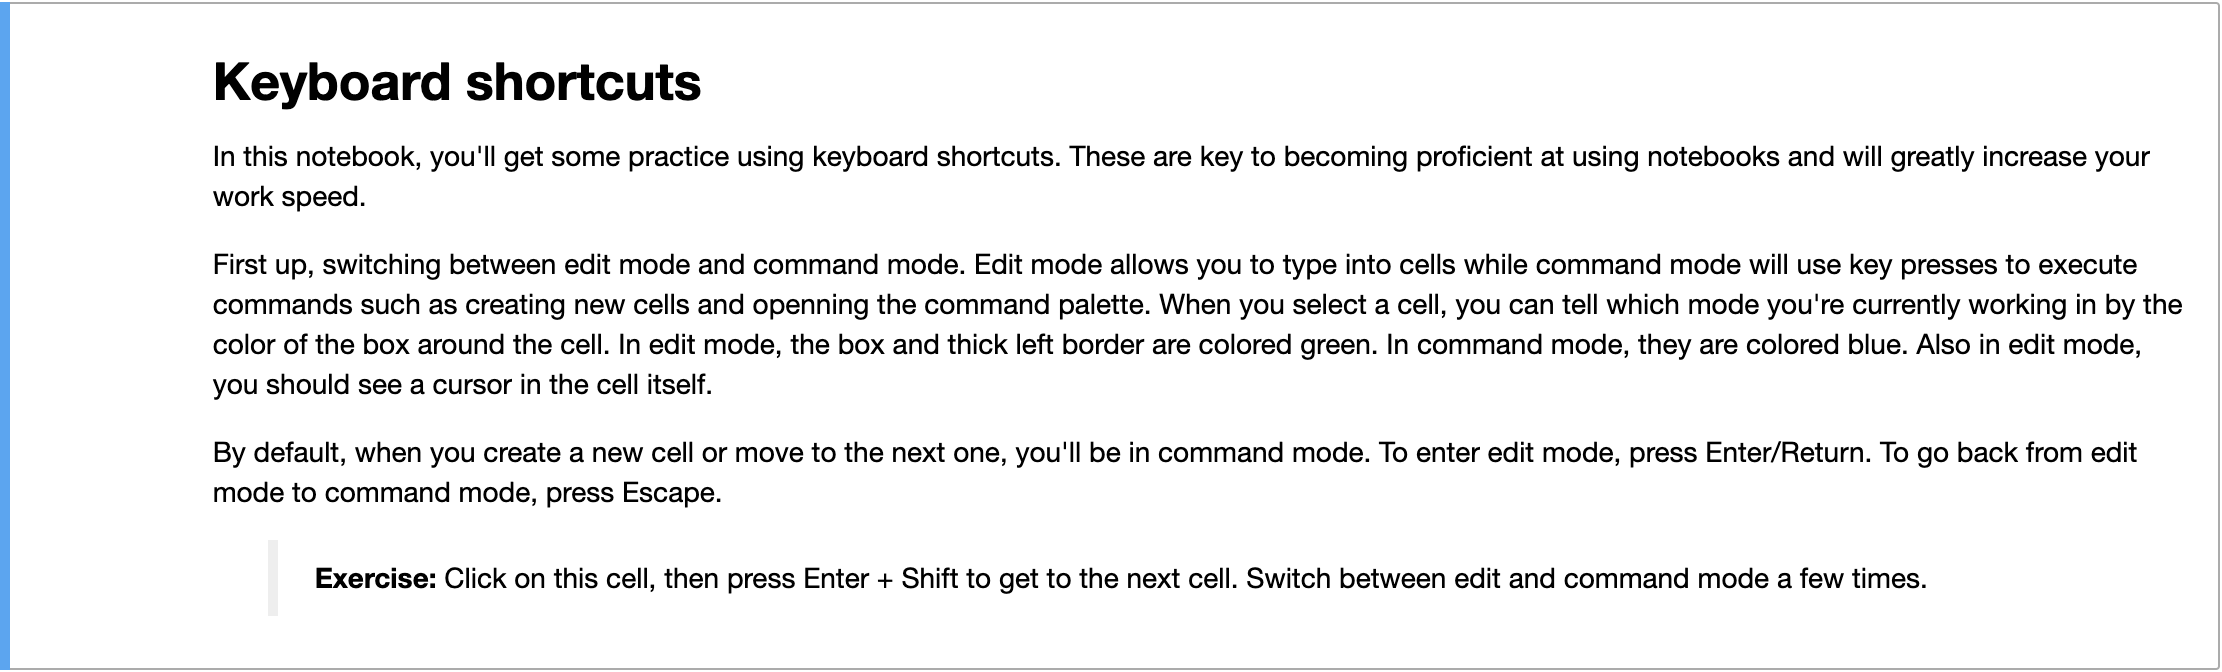 Keyboard shortcuts
In this notebook, you'll get some practice using keyboard shortcuts. These are key to becoming proficient at using notebooks and will greatly increase your
work speed.
First up, switching between edit mode and command mode. Edit mode allows you to type into cells while command mode will use key presses to execute
commands such as creating new cells and openning the command palette. When you select a cell, you can tell which mode you're currently working in by the
color of the box around the cell. In edit mode, the box and thick left border are colored green. In command mode, they are colored blue. Also in edit mode,
you should see a cursor in the cell itself.
By default, when you create a new cell or move to the next one, you'll be in command mode. To enter edit mode, press Enter/Return. To go back from edit
mode to command mode, press Escape.
Exercise: Click on this cell, then press Enter + Shift to get to the next cell. Switch between edit and command mode a few times.